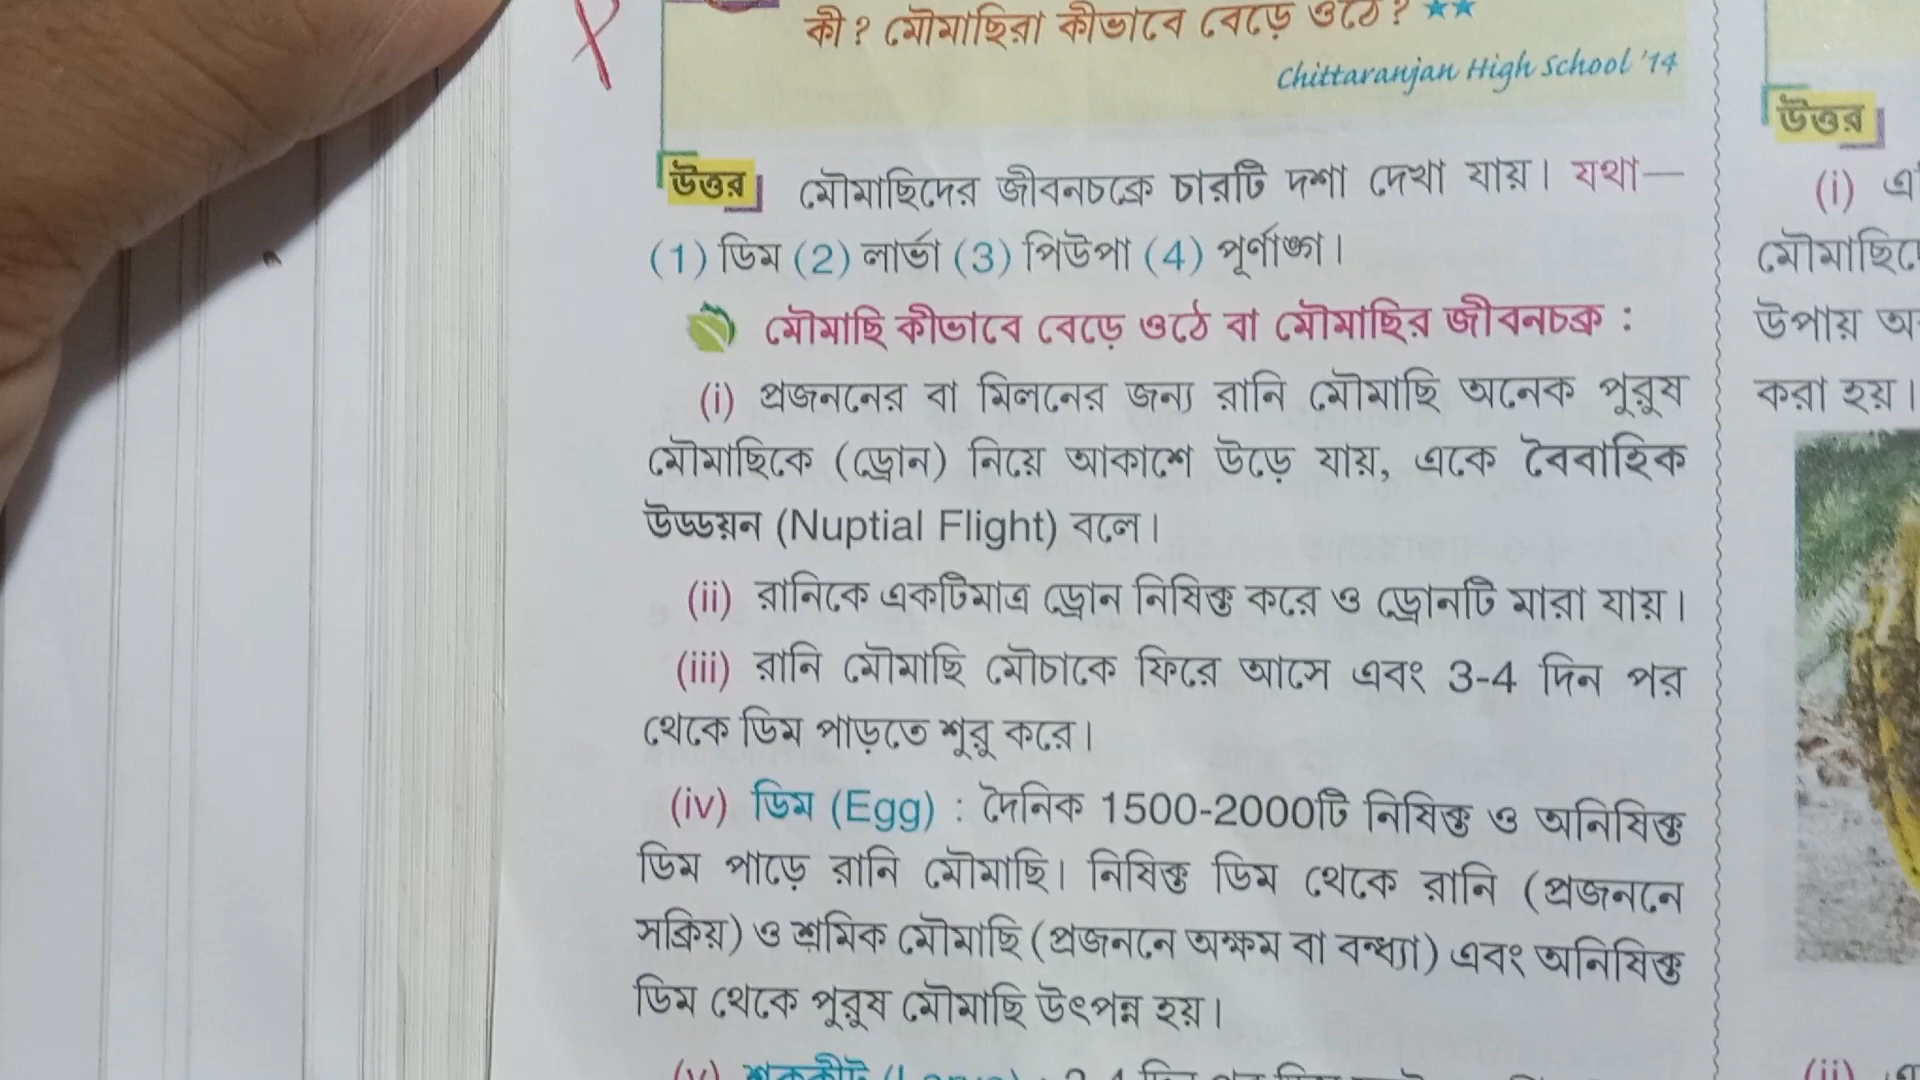 কী? মৌমাছিরা কীভাবে বেড়ে ওঠে? ★★
Chittaranjan High School '14
উত্তর মৌমাছিদের জীবনচক্রে চারটি দশা দেখা যায়। যথা—
(1) ডিম (2) লার্ভা (3) পিউপা (4) পূর্ণাঙ্গ।
মৌমাছি কীভাবে বেড়ে ওঠে বা মৌমাছির জীবনচক্র :
(i) প্রজননের বা মিলনের জন্য রানি মৌমাছি অনেক পুরুষ
মৌমাছিকে (ড্রোন) নিয়ে আকাশে উড়ে যায়, একে বৈবাহিক
উড্ডয়ন (Nuptial Flight) বলে।
(ii) রানিকে একটিমাত্র ড্রোন নিষিক্ত করে ও ড্রোনটি মারা যায়।
(iii) রানি মৌমাছি মৌচাকে ফিরে আসে এবং 3-4 দিন পর
থেকে ডিম পাড়তে শুরু করে।
(iv) ডিম (Egg) : দৈনিক 1500-2000টি নিষিক্ত ও অনিষিক্ত
ডিম পাড়ে রানি মৌমাছি। নিষিক্ত ডিম থেকে রানি (প্রজননে
সক্রিয়) ও শ্রমিক মৌমাছি (প্রজননে অক্ষম বা বন্ধ্যা) এবং অনিষিক্ত
ডিম থেকে পুরুষ মৌমাছি উৎপন্ন হয়।
(v) শূককীট
উত্তর
(i)
উপায়
করা হয়।
(ii)